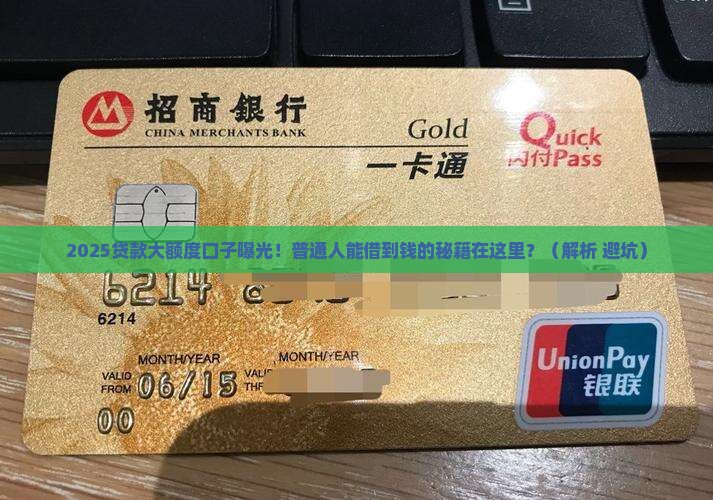 招商銀行
CHINA MERCHANTS BANK
Gold
一卡通
Quick
闪付Pass
2025贷款大额度口子曝光！普通人能借到钱的秘籍在这里？（解析 避坑）
6214
6214
MONTH/YEAR
MONTH/YEAR
VALID
FROM
06/15
00
UnionPay
银联